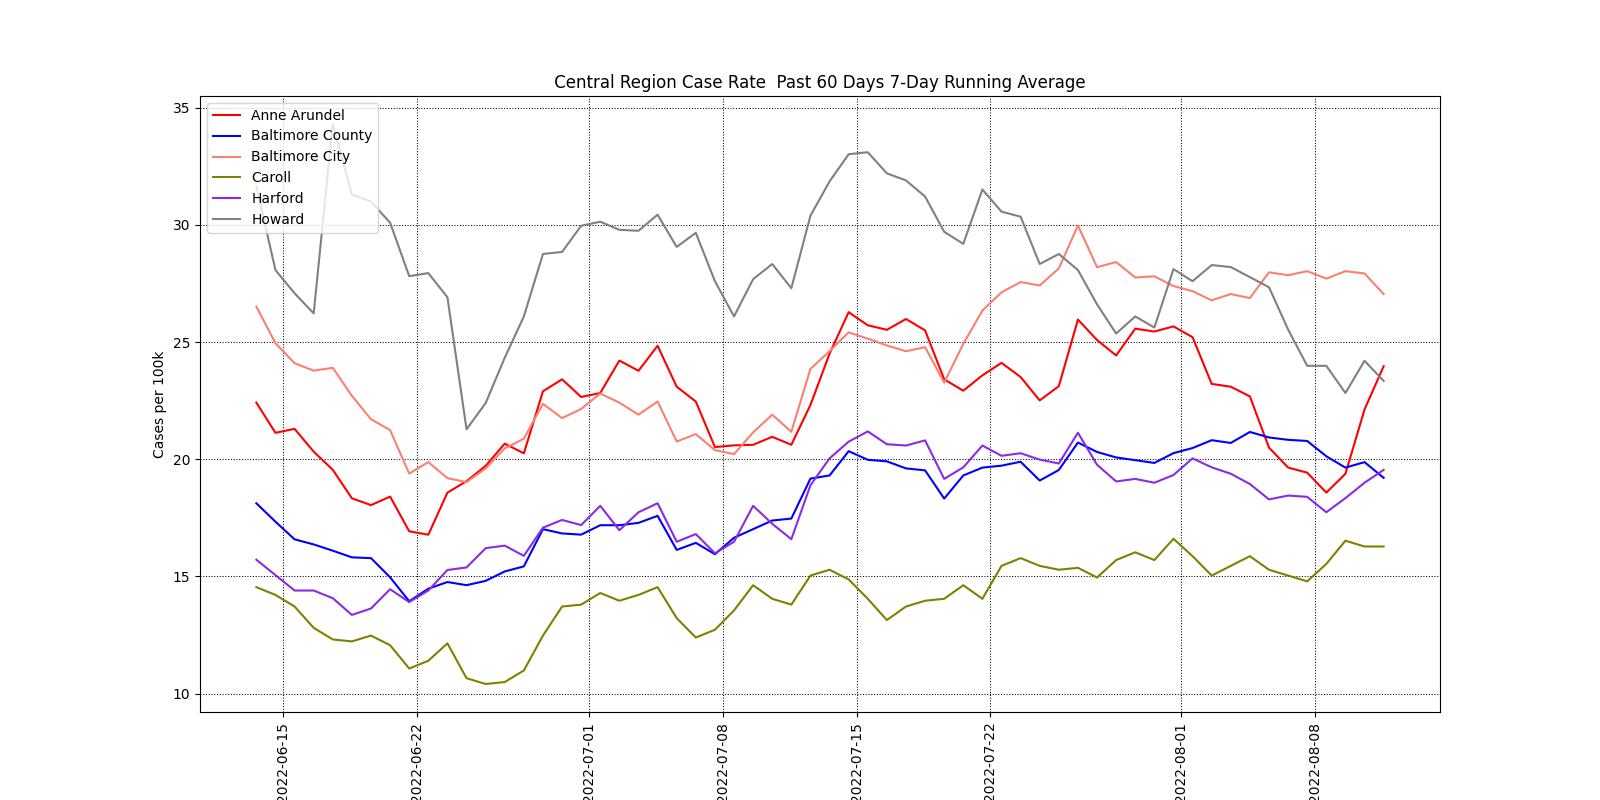 Central Region Case Rate  Past 60 Days 7-Day Running Average
Cases per 100k
35
30
25
20
15
10
Anne Arundel
Baltimore County
Baltimore City
Caroll
Harford
Howard
2022-06-15
2022-06-22
2022-07-01
2022-07-08
2022-07-15
2022-07-22
2022-08-01
2022-08-08